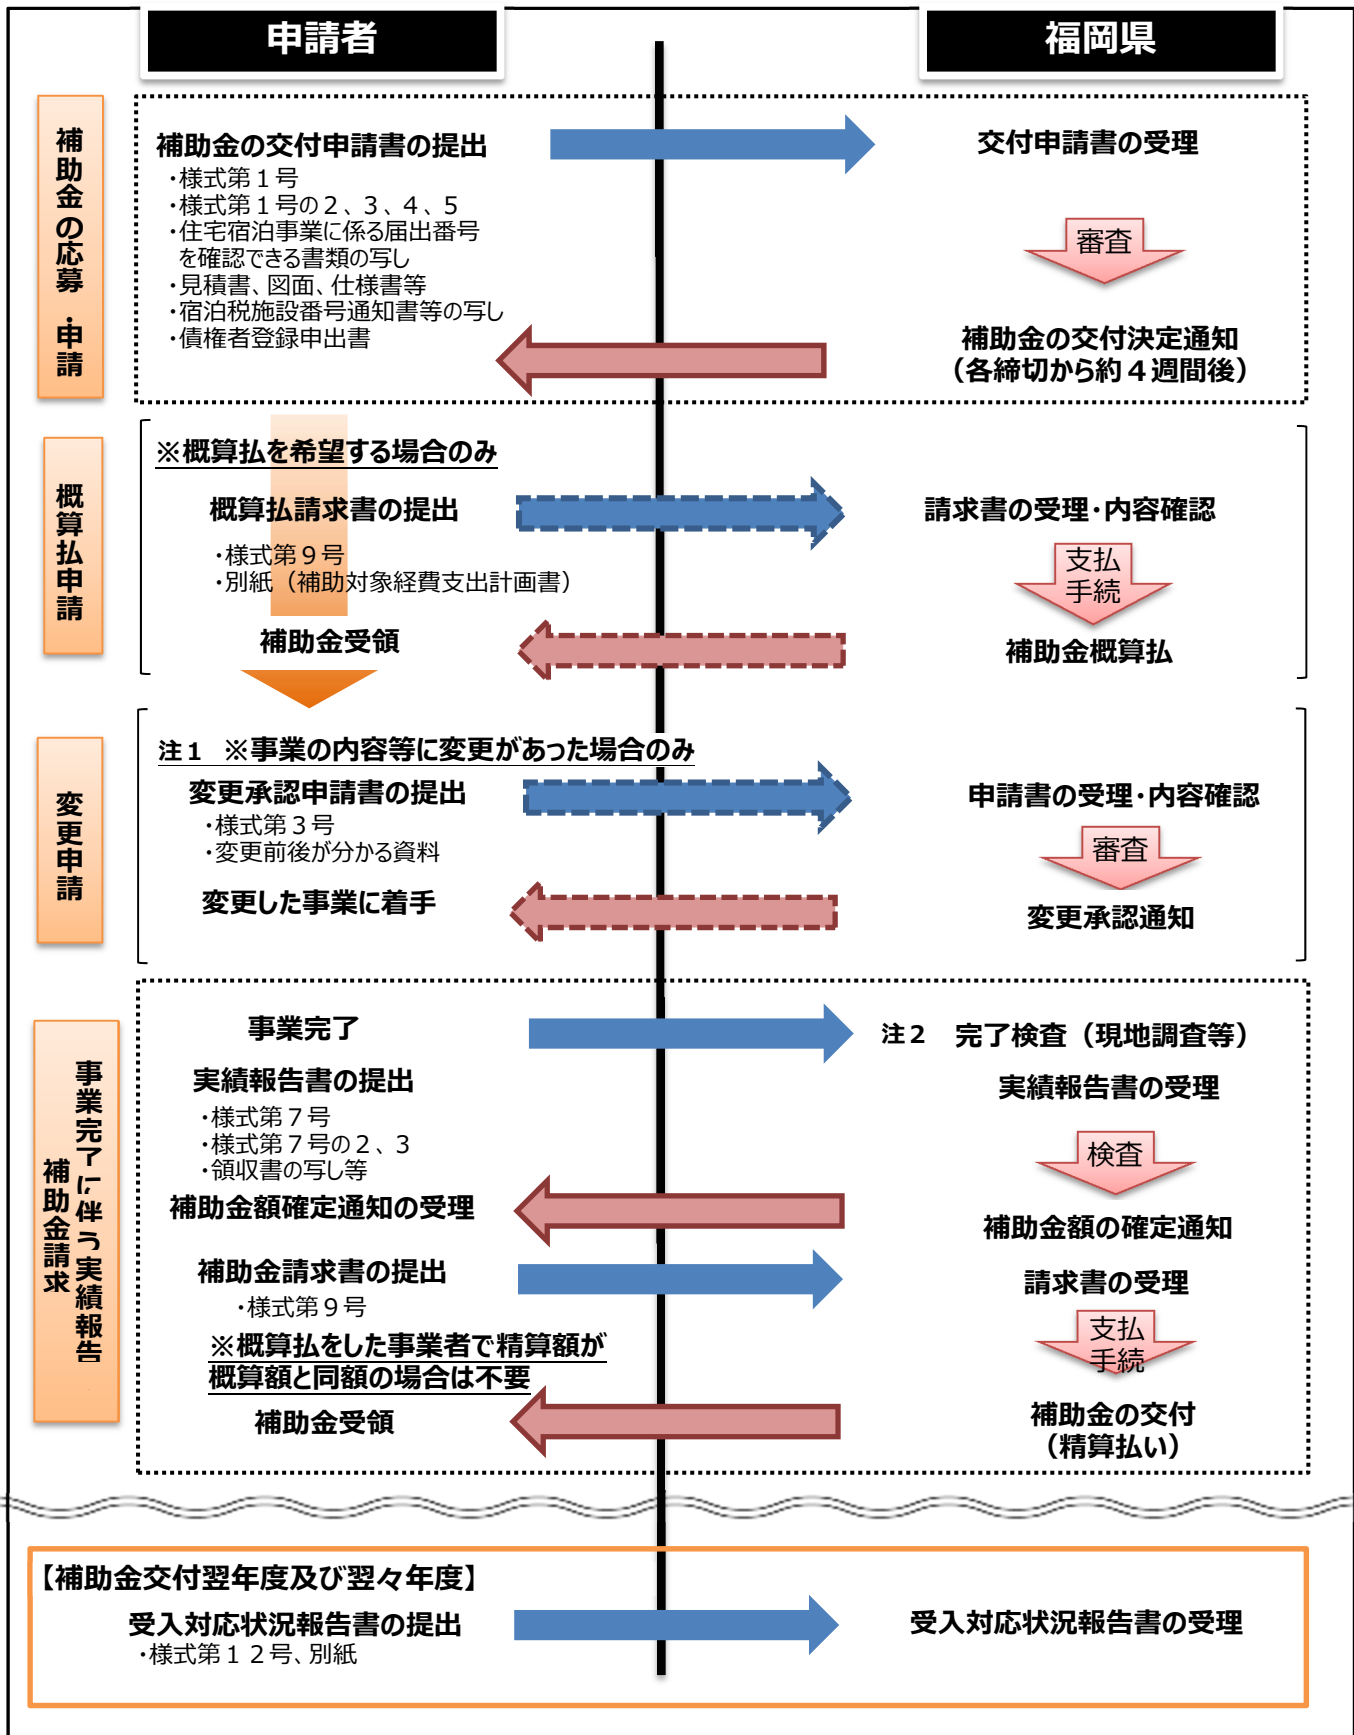 申請者
福岡県
補助金の応募・申請
補助金の交付申請書の提出
・様式第１号
・様式第１号の２、３、４、５
・住宅宿泊事業に係る届出番号
を確認できる書類の写し
・見積書、図面、仕様書等
・宿泊税施設番号通知書等の写し
・債権者登録申出書
交付申請書の受理
審査
補助金の交付決定通知
（各締切から約４週間後）
概算払申請
※概算払を希望する場合のみ
概算払請求書の提出
・様式第９号
・別紙（補助対象経費支出計画書）
補助金受領
請求書の受理・内容確認
支払
手続
補助金概算払
変更申請
注１　※事業の内容等に変更があった場合のみ
変更承認申請書の提出
・様式第３号
・変更前後が分かる資料
変更した事業に着手
申請書の受理・内容確認
審査
変更承認通知
事業完了に伴う実績報告
補助金請求
事業完了
実績報告書の提出
・様式第７号
・様式第７号の２、３
・領収書の写し等
補助金額確定通知の受理
補助金請求書の提出
・様式第９号
※概算払をした事業者で精算額が
概算額と同額の場合は不要
補助金受領
注２　完了検査（現地調査等）
実績報告書の受理
検査
補助金額の確定通知
請求書の受理
支払
手続
補助金の交付
（精算払い）
【補助金交付翌年度及び翌々年度】
受入対応状況報告書の提出
・様式第１２号、別紙
受入対応状況報告書の受理